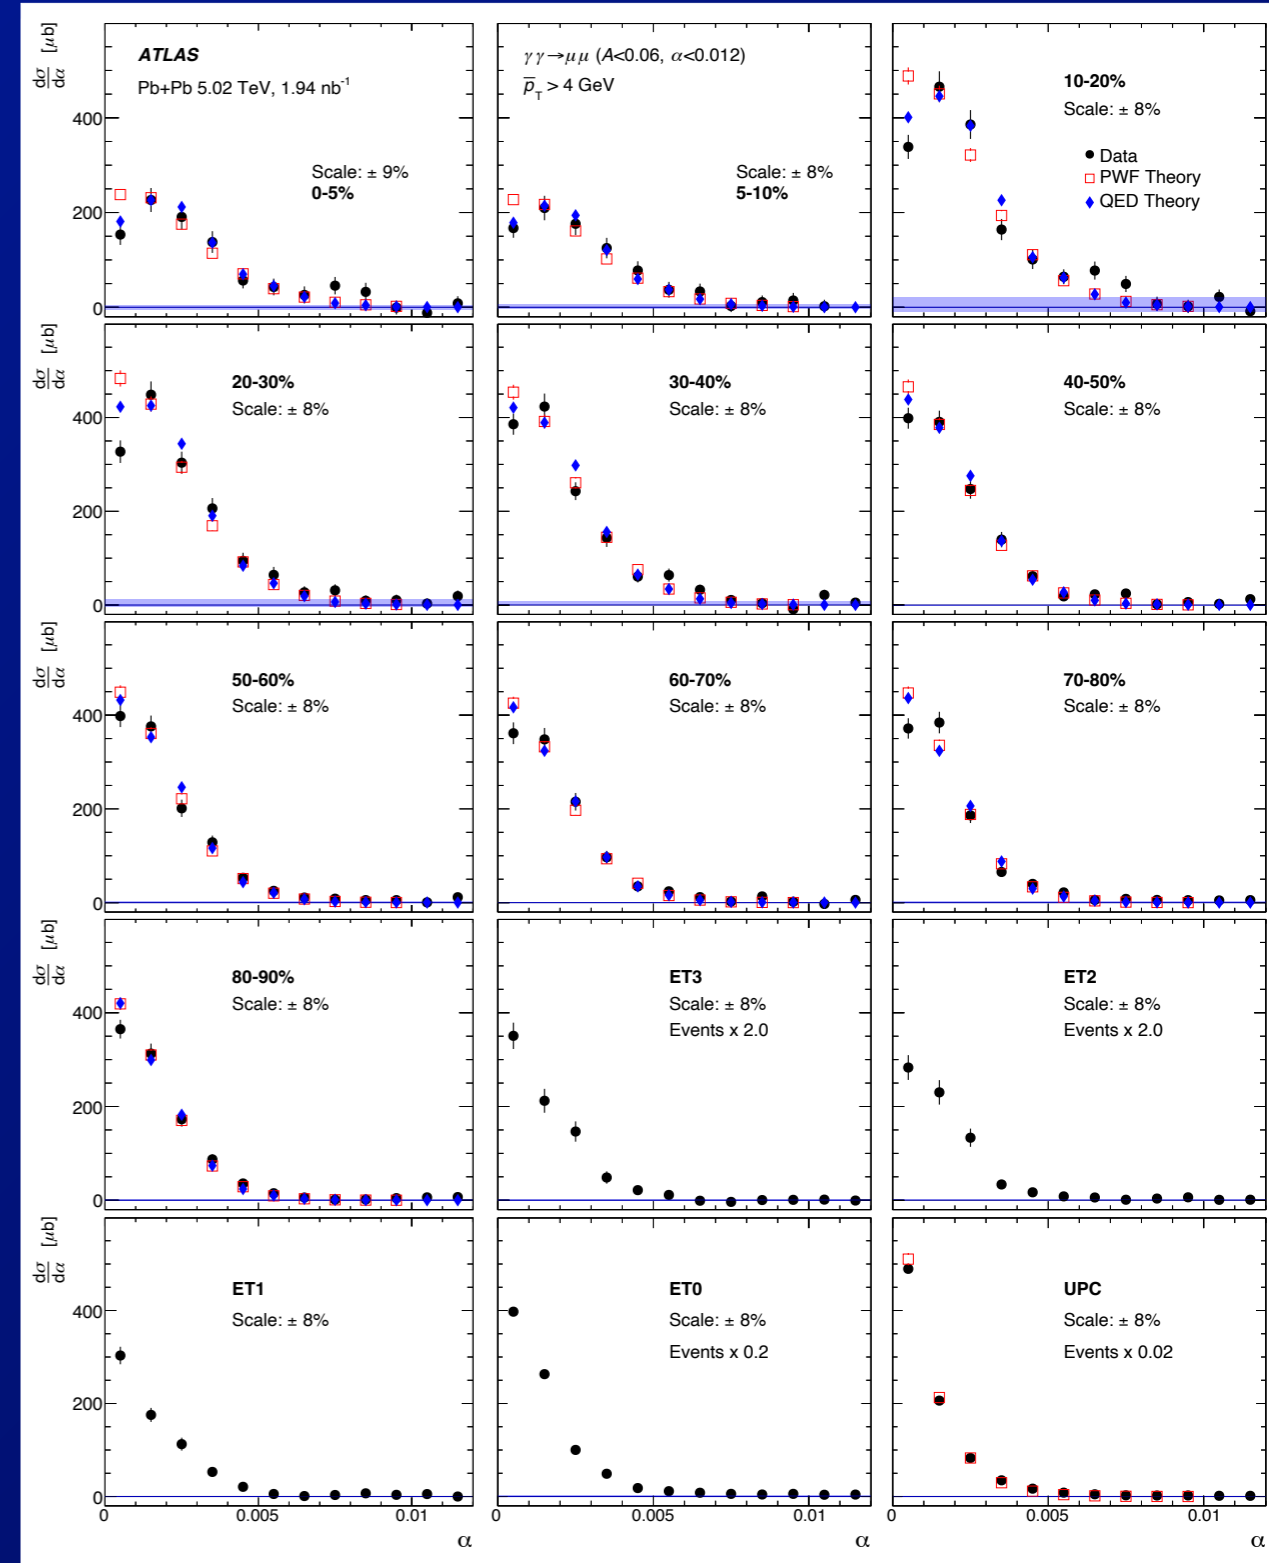 dσ/dα [μb]
ATLAS
Pb+Pb 5.02 TeV, 1.94 nb⁻¹
Scale: ± 9%
0-5%
400
200
0
γγ→μμ (A<0.06, α<0.012)
p̅_T > 4 GeV
Scale: ± 8%
5-10%
10-20%
Scale: ± 8%
Data
PWF Theory
QED Theory
dσ/dα [μb]
400
200
0
20-30%
Scale: ± 8%
30-40%
Scale: ± 8%
40-50%
Scale: ± 8%
dσ/dα [μb]
400
200
0
50-60%
Scale: ± 8%
60-70%
Scale: ± 8%
70-80%
Scale: ± 8%
dσ/dα [μb]
400
200
0
80-90%
Scale: ± 8%
ET3
Scale: ± 8%
Events x 2.0
ET2
Scale: ± 8%
Events x 2.0
dσ/dα [μb]
400
200
0
ET1
Scale: ± 8%
0 0.005
α
ET0
Scale: ± 8%
Events x 0.2
0 0.005
α
UPC
Scale: ± 8%
Events x 0.02
0 0.005 0.01
α